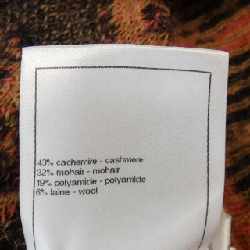 43% cachemire - cashmere
32% mohair - mohair
19% polyamide - polyamide
6% laine - wool